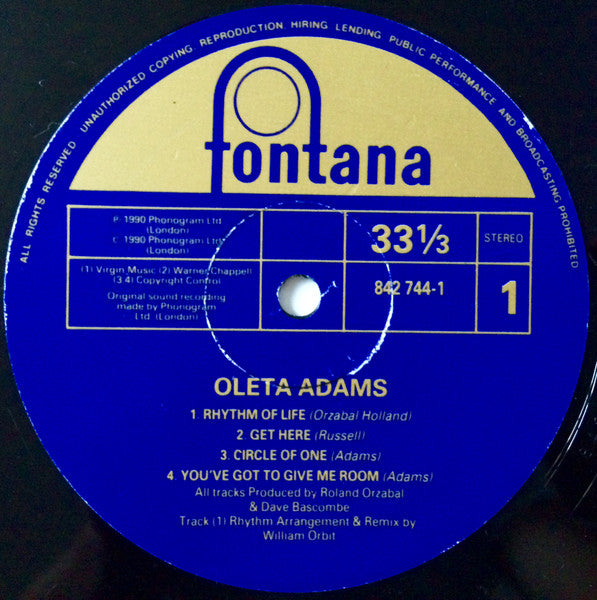 ALL RIGHTS RESERVED UNAUTHORIZED COPYING REPRODUCTION HIRING LENDING PUBLIC PERFORMANCE AND BROADCASTING PROHIBITED
fontana
P 1990 Phonogram Ltd
(London)
C 1990 Phonogram Ltd
(London)
33⅓
STEREO
(1) Virgin Music (2) Warner Chappell
(3.4) Copyright Control
Original sound recording
made by Phonogram
Ltd (London)
842 744-1
1
OLETA ADAMS
1. RHYTHM OF LIFE (Orzabal Holland)
2. GET HERE (Russell)
3. CIRCLE OF ONE (Adams)
4. YOU'VE GOT TO GIVE ME ROOM (Adams)
All tracks Produced by Roland Orzabal
& Dave Bascombe
Track (1) Rhythm Arrangement & Remix by
William Orbit